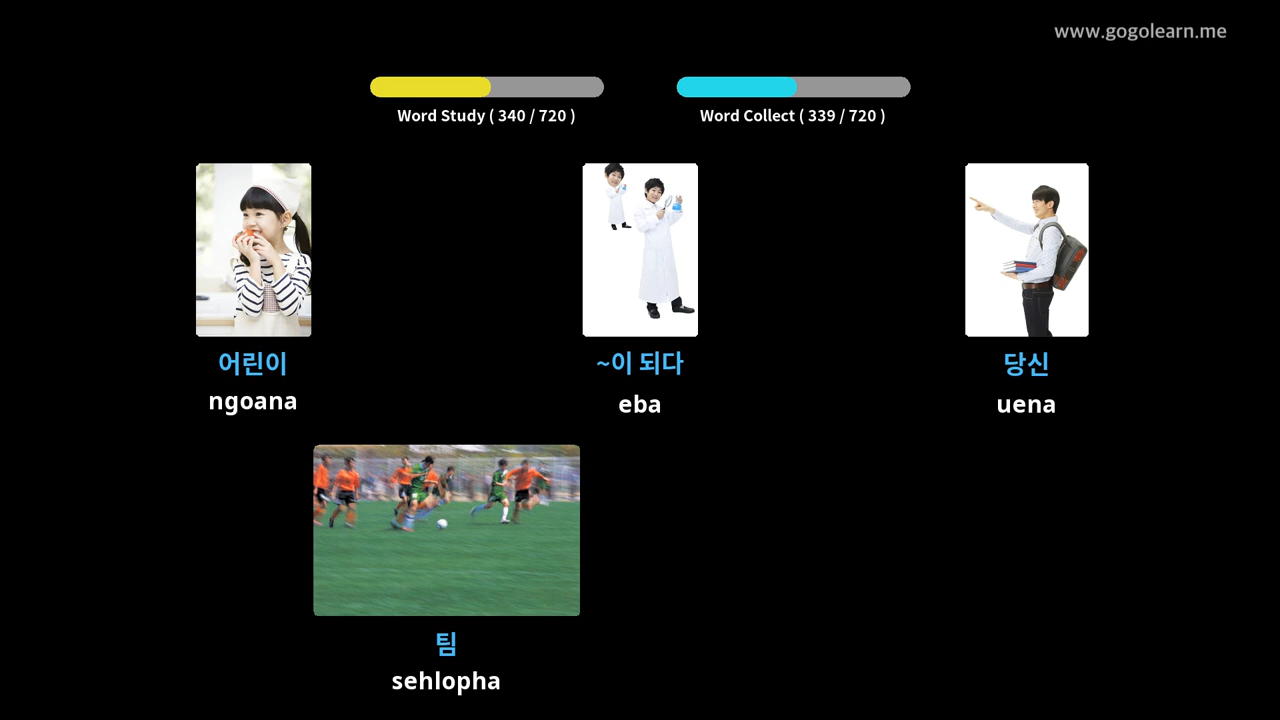 www.gogolearn.me
Word Study ( 340 / 720 )
Word Collect ( 339 / 720 )
어린이
ngoana
~이 되다
eba
당신
uena
팀
sehlopha